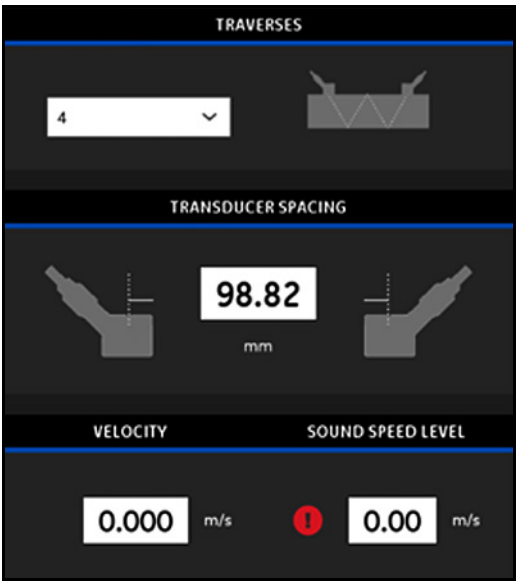 TRAVERSES
4
TRANSDUCER SPACING
98.82
mm
VELOCITY SOUND SPEED LEVEL
0.000 m/s ! 0.00 m/s